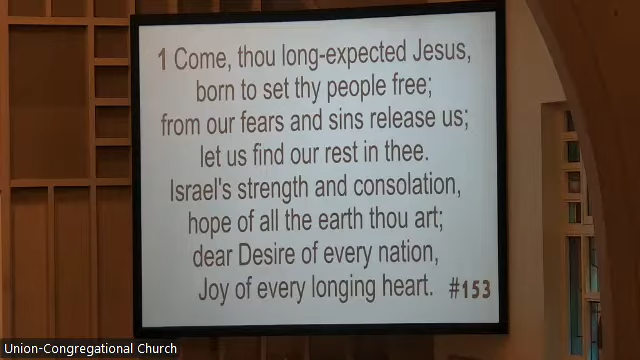 1 Come, thou long-expected Jesus,
born to set thy people free;
from our fears and sins release us;
let us find our rest in thee.
Israel's strength and consolation,
hope of all the earth thou art;
dear Desire of every nation,
Joy of every longing heart. #153
Union-Congregational Church